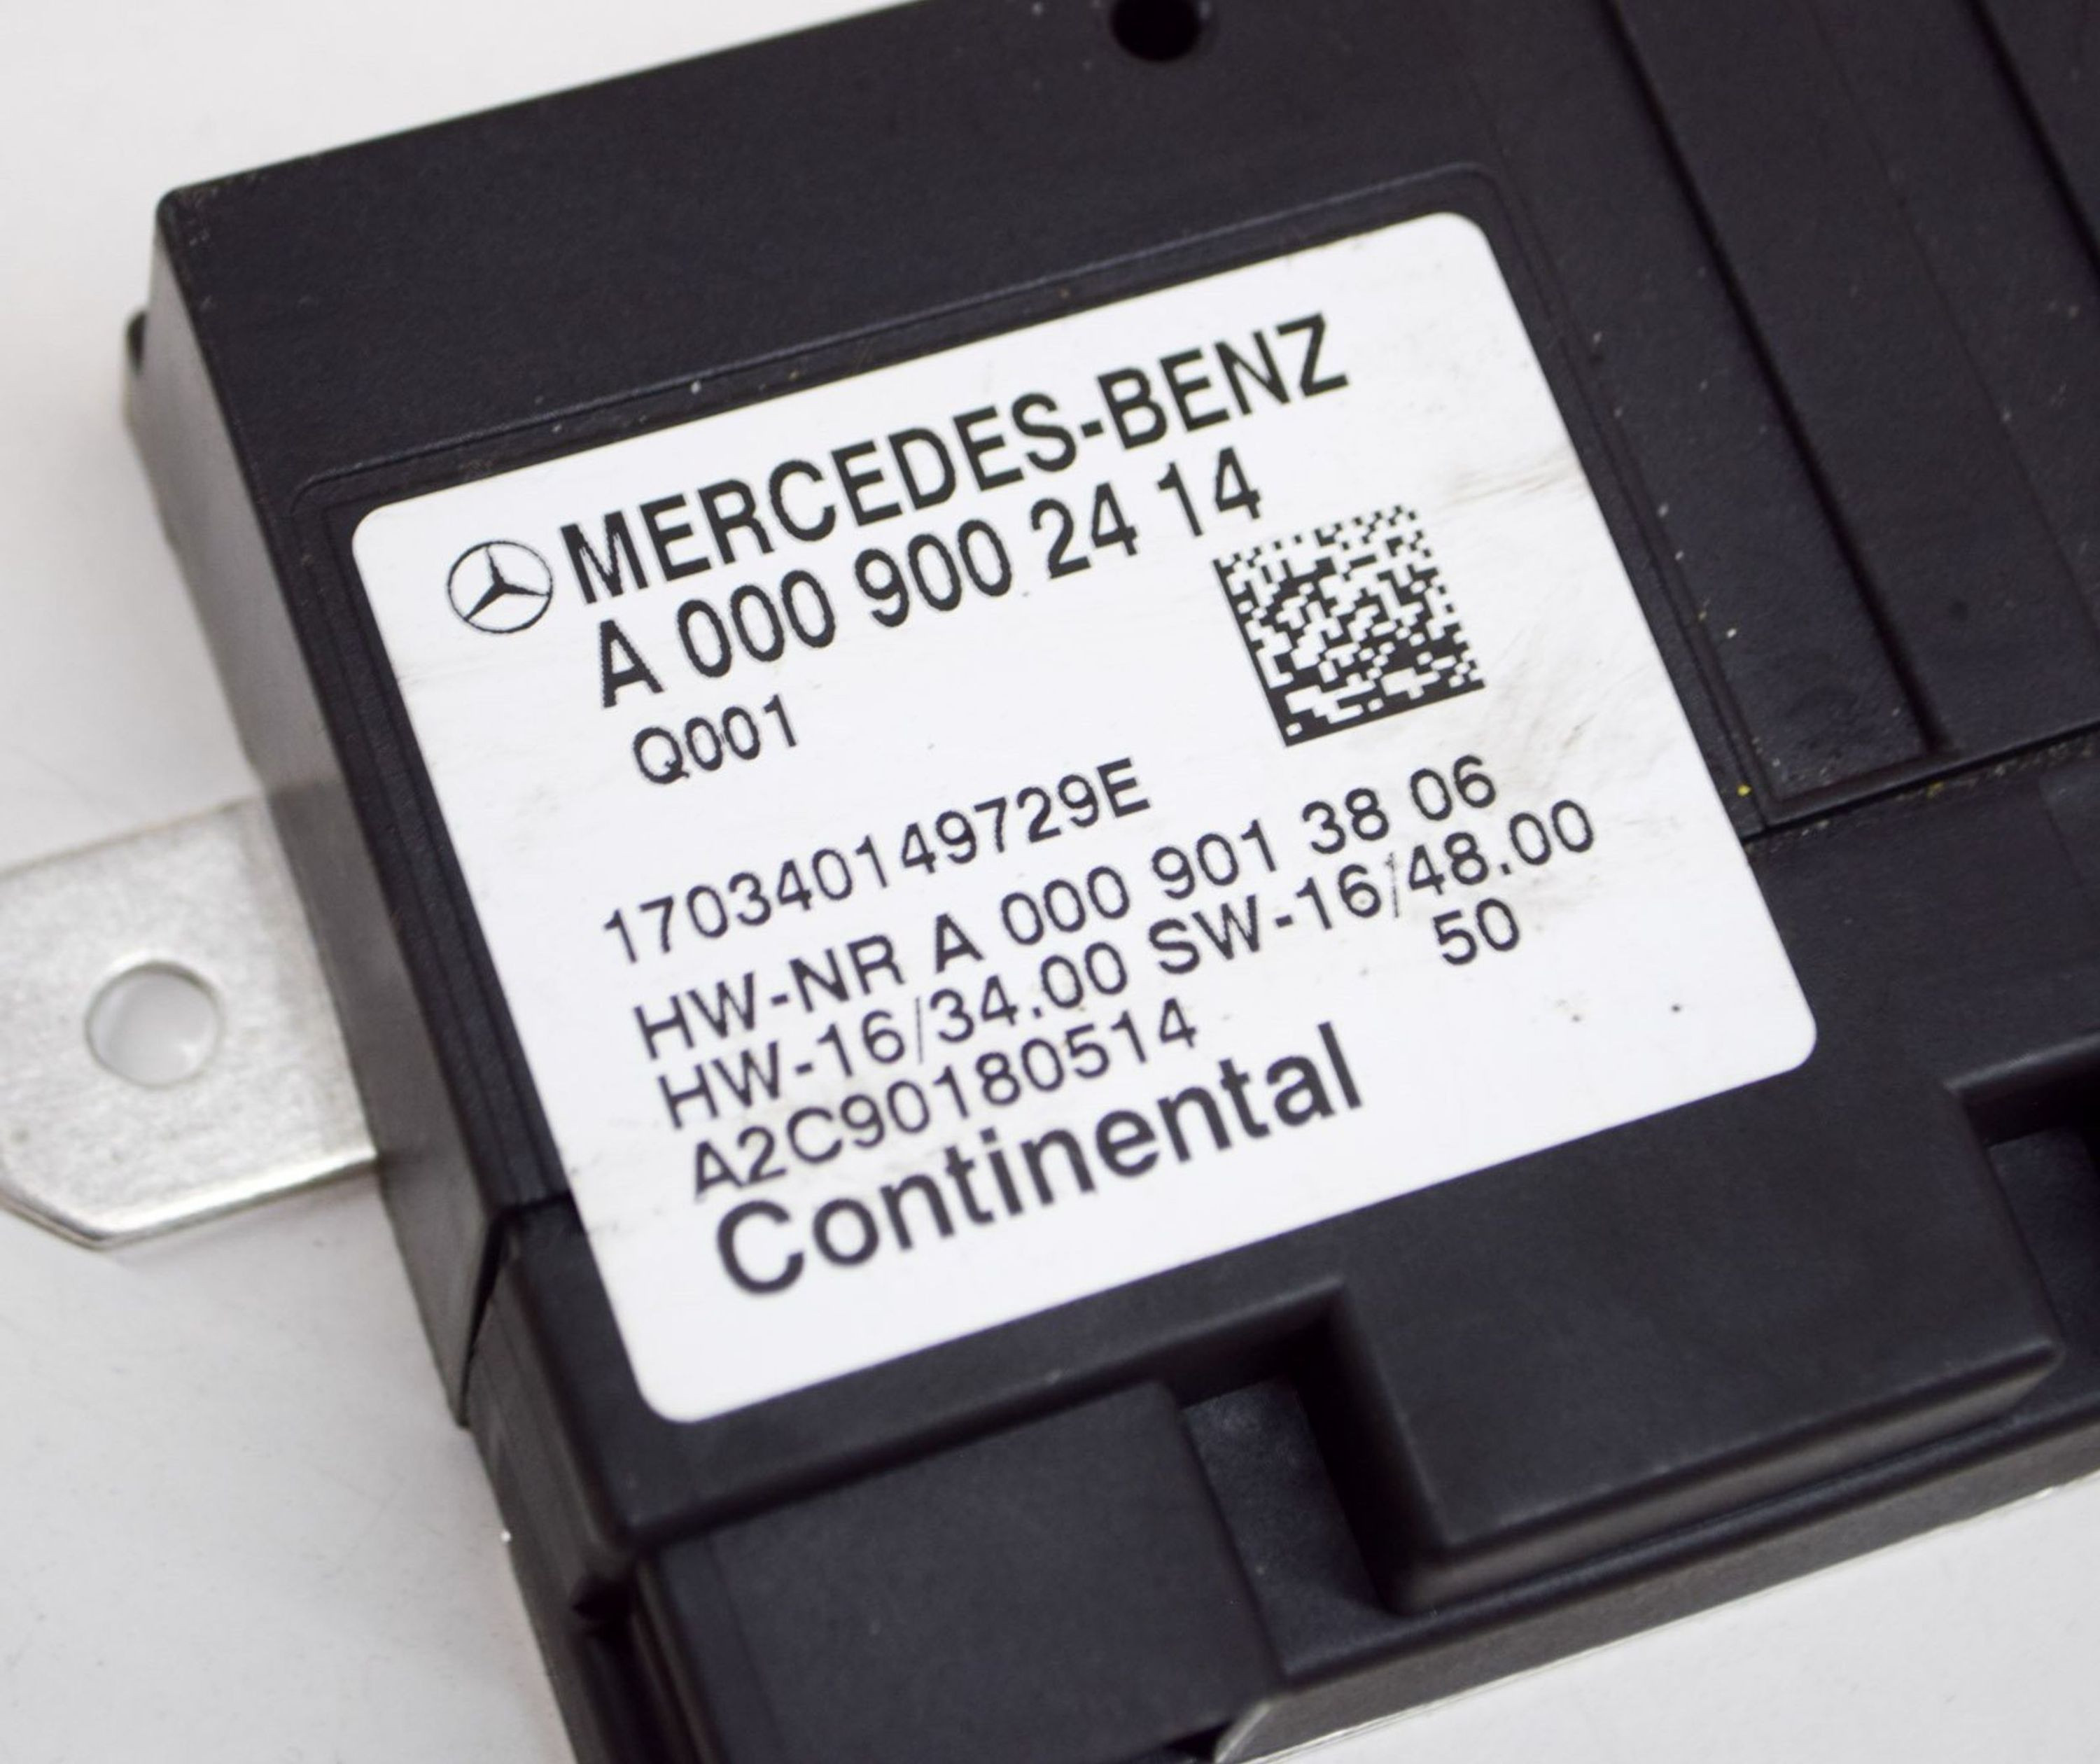 MERCEDES-BENZ
A 000 900 24 14
Q001
170340149729E
HW-NR A 000 901 38 06
HW-16/34.00 SW-16/48.00
A2C90180514 50
Continental